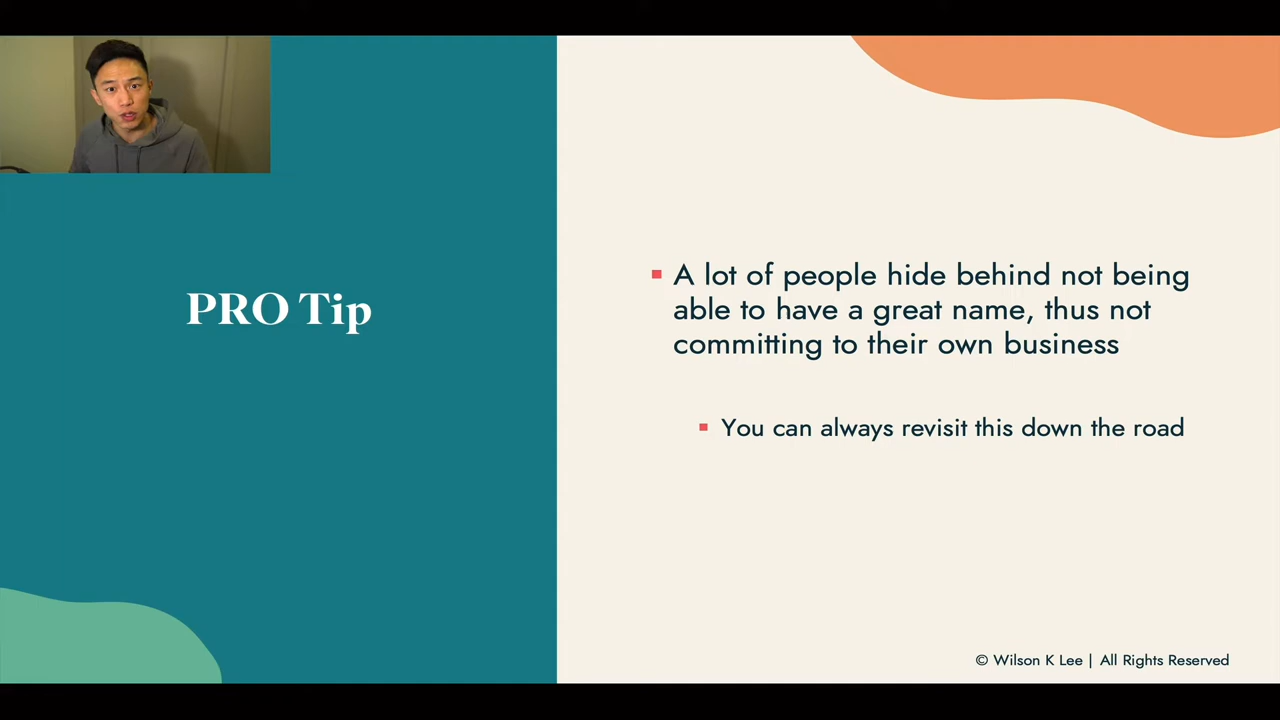 PRO Tip
A lot of people hide behind not being
able to have a great name, thus not
committing to their own business
You can always revisit this down the road
© Wilson K Lee | All Rights Reserved